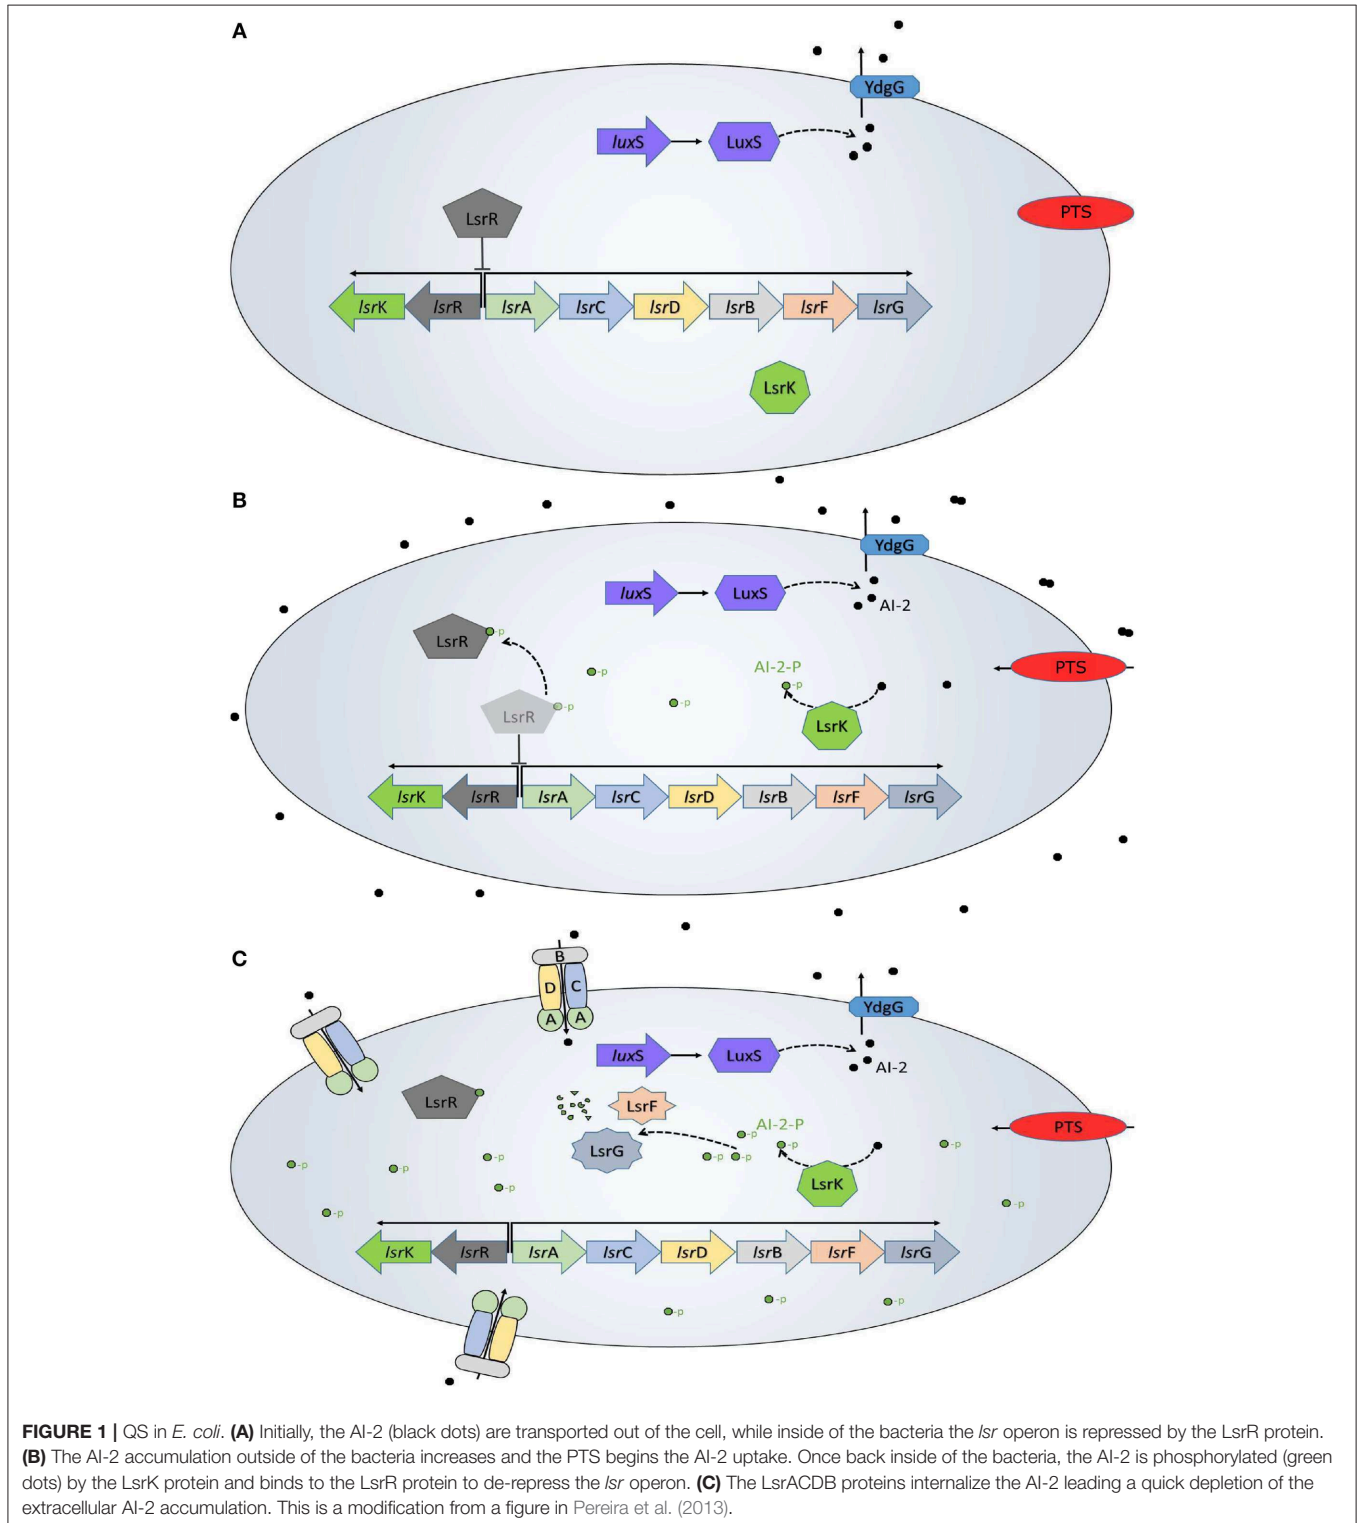 A
YdgG
luxS
LuxS
PTS
LsrR
lsrK
lsrR
lsrA
lsrC
lsrD
lsrB
lsrF
lsrG
LsrK
B
YdgG
luxS
LuxS
AI-2
LsrR
-p
-p
AI-2-P
-p
PTS
LsrR
-p
-p
LsrK
lsrK
lsrR
lsrA
lsrC
lsrD
lsrB
lsrF
lsrG
C
B
D
C
A
A
YdgG
luxS
LuxS
AI-2
LsrR
LsrF
AI-2-P
PTS
-p
-p
-p
LsrG
-p
-p
-p
-p
-p
-p
LsrK
-p
-p
lsrK
lsrR
lsrA
lsrC
lsrD
lsrB
lsrF
lsrG
-p
-p
-p
FIGURE 1 | QS in E. coli. (A) Initially, the AI-2 (black dots) are transported out of the cell, while inside of the bacteria the lsr operon is repressed by the LsrR protein.
(B) The AI-2 accumulation outside of the bacteria increases and the PTS begins the AI-2 uptake. Once back inside of the bacteria, the AI-2 is phosphorylated (green
dots) by the LsrK protein and binds to the LsrR protein to de-repress the lsr operon. (C) The LsrACDB proteins internalize the AI-2 leading a quick depletion of the
extracellular AI-2 accumulation. This is a modification from a figure in Pereira et al. (2013).